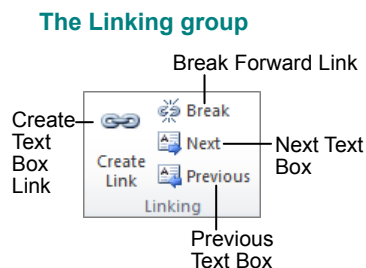 The Linking group
Break Forward Link
Create
Text
Box
Link
Break
Next
Previous
Create
Link
Linking
Next Text
Box
Previous
Text Box